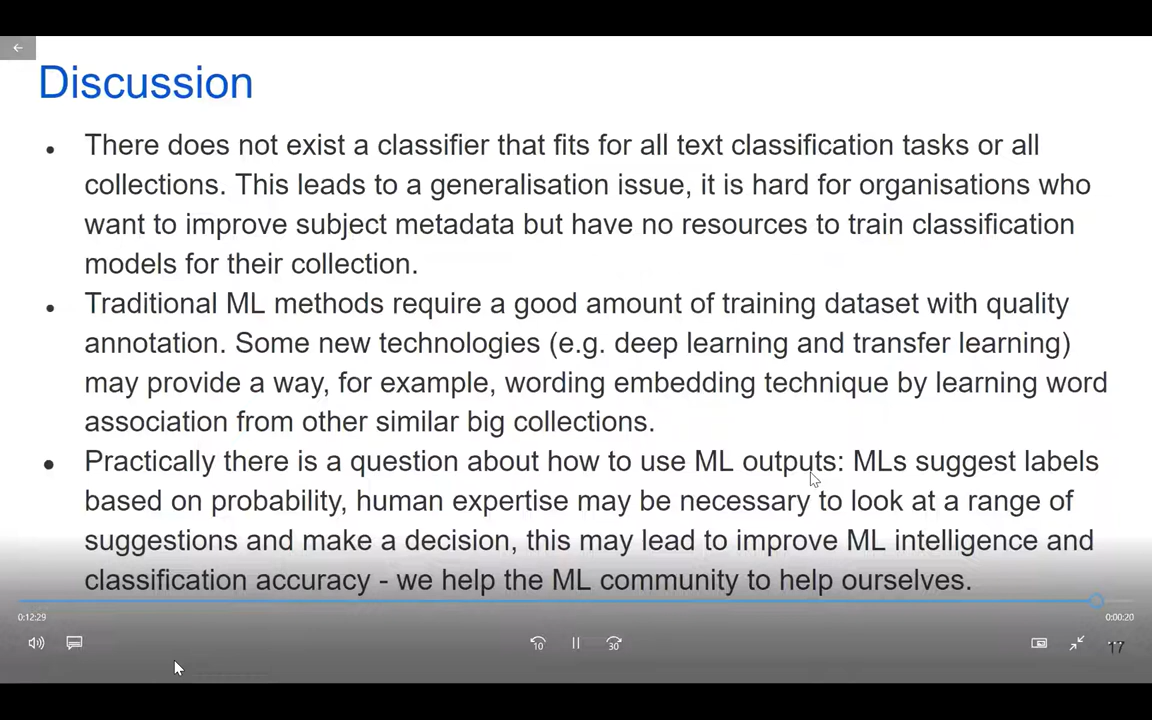 Discussion
• There does not exist a classifier that fits for all text classification tasks or all
collections. This leads to a generalisation issue, it is hard for organisations who
want to improve subject metadata but have no resources to train classification
models for their collection.
• Traditional ML methods require a good amount of training dataset with quality
annotation. Some new technologies (e.g. deep learning and transfer learning)
may provide a way, for example, wording embedding technique by learning word
association from other similar big collections.
• Practically there is a question about how to use ML outputs: MLs suggest labels
based on probability, human expertise may be necessary to look at a range of
suggestions and make a decision, this may lead to improve ML intelligence and
classification accuracy - we help the ML community to help ourselves.
0:12:29
0:00:20
10
30
17